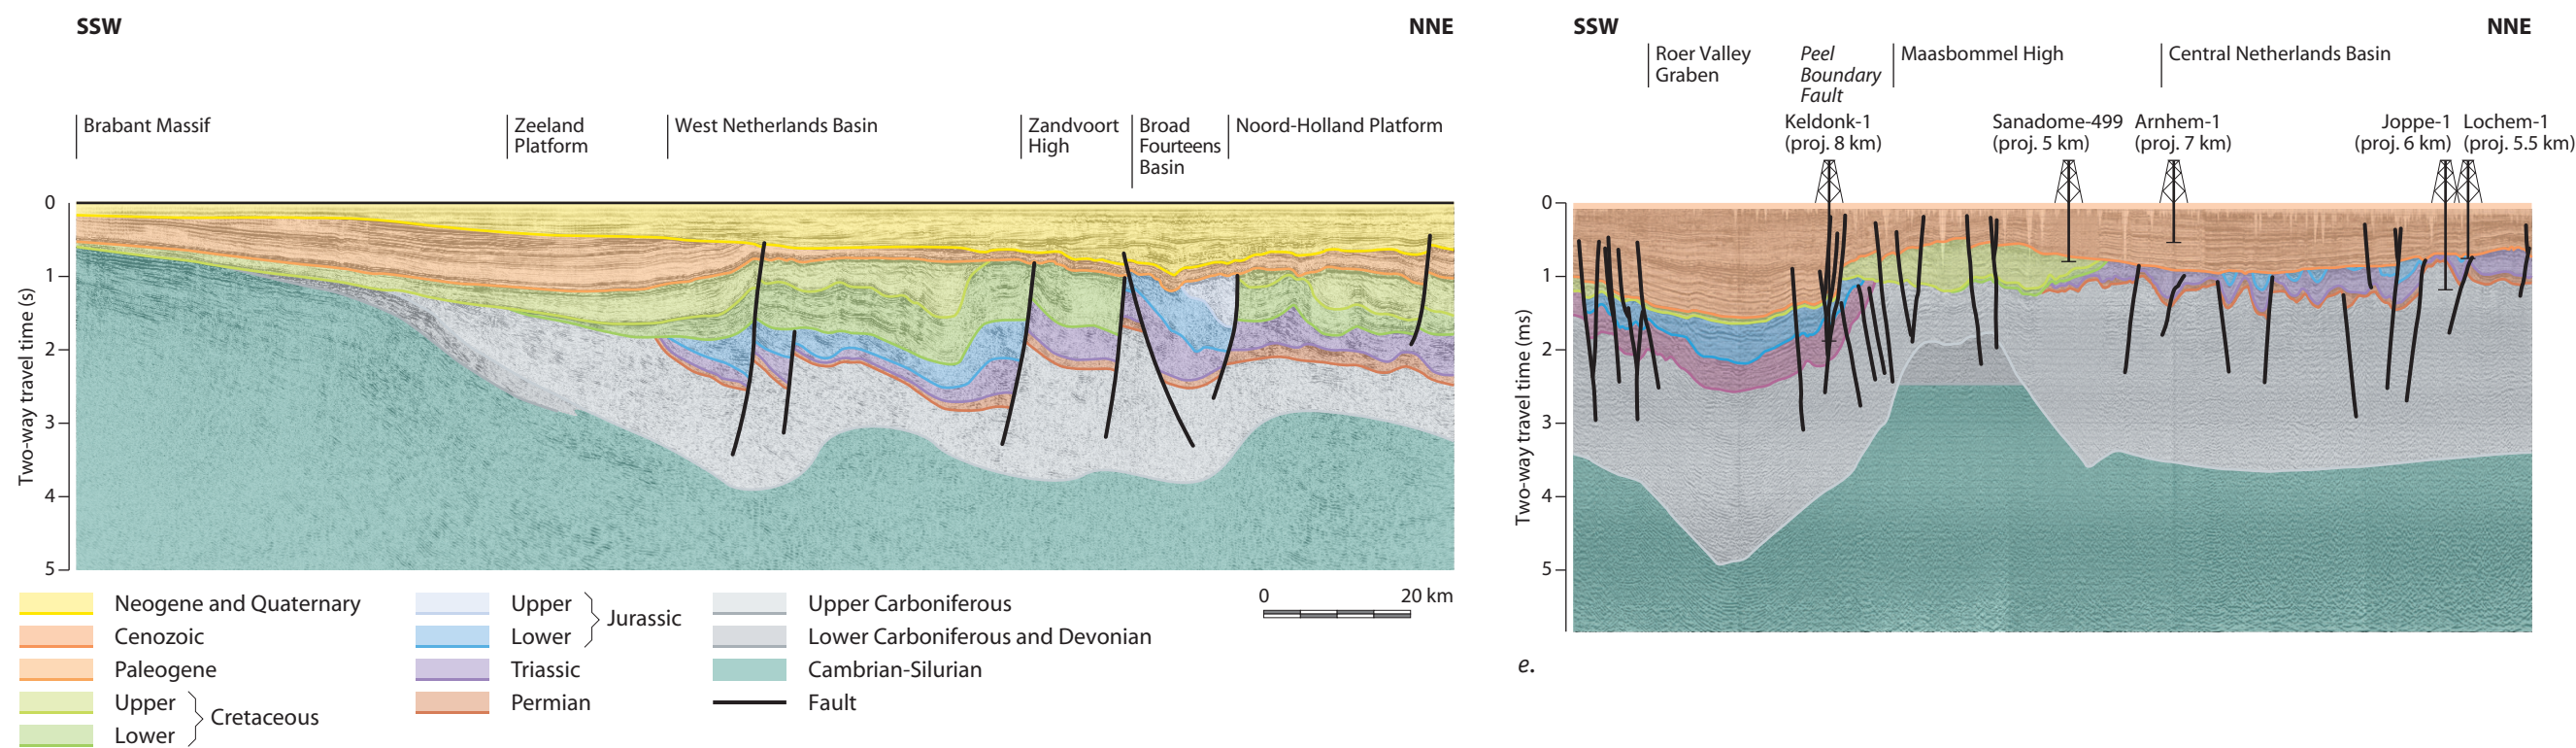 SSW
NNE
Brabant Massif
Zeeland
Platform
West Netherlands Basin
Zandvoort
High
Broad
Fourteens
Basin
Noord-Holland Platform
Two-way travel time (s)
0
1
2
3
4
5
Neogene and Quaternary
Cenozoic
Paleogene
Upper
Lower
Cretaceous
Upper
Lower
Jurassic
Triassic
Permian
Upper Carboniferous
Lower Carboniferous and Devonian
Cambrian-Silurian
Fault
0 20 km
SSW
NNE
Roer Valley
Graben
Peel
Boundary
Fault
Maasbommel High
Central Netherlands Basin
Keldonk-1
(proj. 8 km)
Sanadome-499
(proj. 5 km)
Arnhem-1
(proj. 7 km)
Joppe-1
(proj. 6 km)
Lochem-1
(proj. 5.5 km)
Two-way travel time (ms)
0
1
2
3
4
5
e.